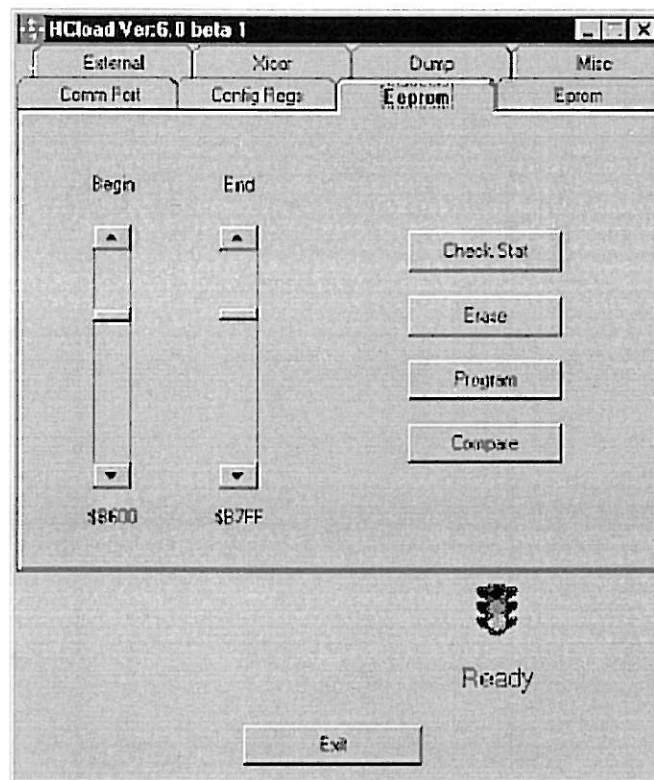 HCload Ver:6.0 beta 1
External Xicor Dump Misc
Comm Port Config Regs Eeprom Eprom
Begin End
Check Stat
Erase
Program
Compare
$B600 $B7FF
Ready
Exit